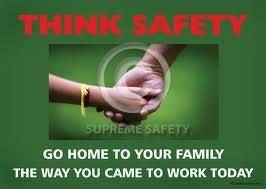 THINK SAFETY
©
SUPREME SAFETY
GO HOME TO YOUR FAMILY
THE WAY YOU CAME TO WORK TODAY